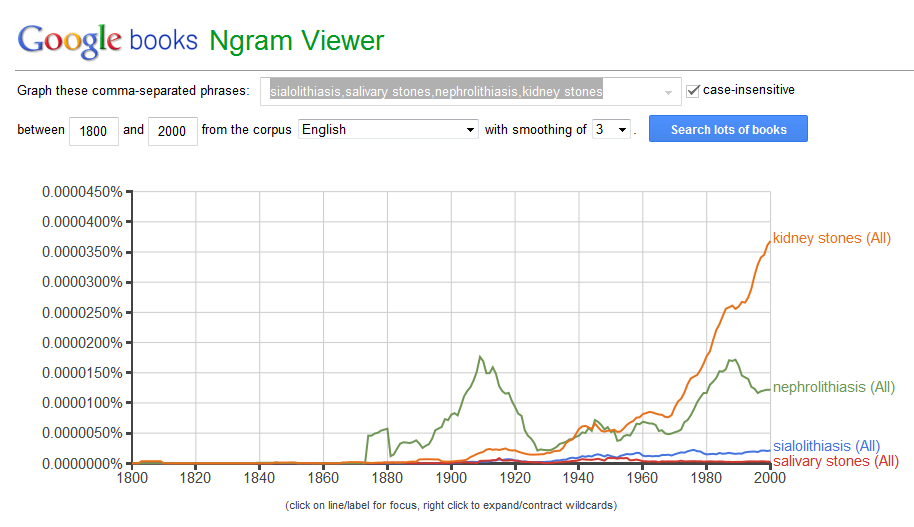 Google books Ngram Viewer
Graph these comma-separated phrases: sialolithiasis,salivary stones,nephrolithiasis,kidney stones case-insensitive
between 1800 and 2000 from the corpus English with smoothing of 3 . Search lots of books
0.0000450%
0.0000400%
kidney stones (All)
0.0000350%
0.0000300%
0.0000250%
0.0000200%
0.0000150%
nephrolithiasis (All)
0.0000100%
0.0000050%
sialolithiasis (All)
0.0000000%
salivary stones (All)
1800 1820 1840 1860 1880 1900 1920 1940 1960 1980 2000
(click on line/label for focus, right click to expand/contract wildcards)